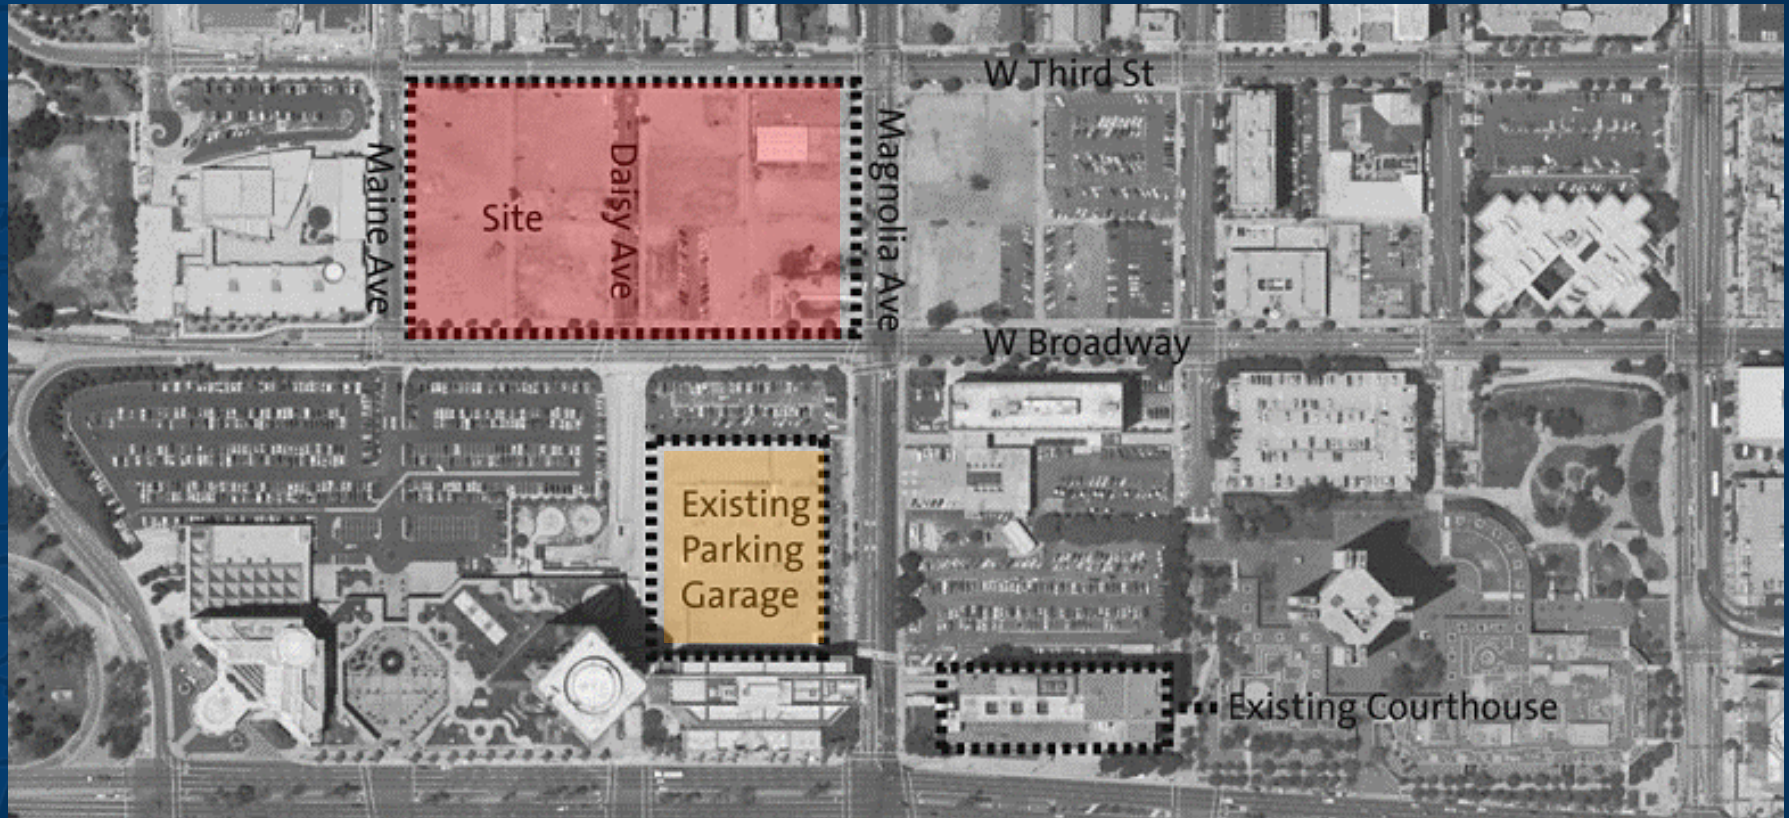 W Third St
Maine Ave
Site
Daisy Ave
Magnolia Ave
W Broadway
Existing
Parking
Garage
Existing Courthouse